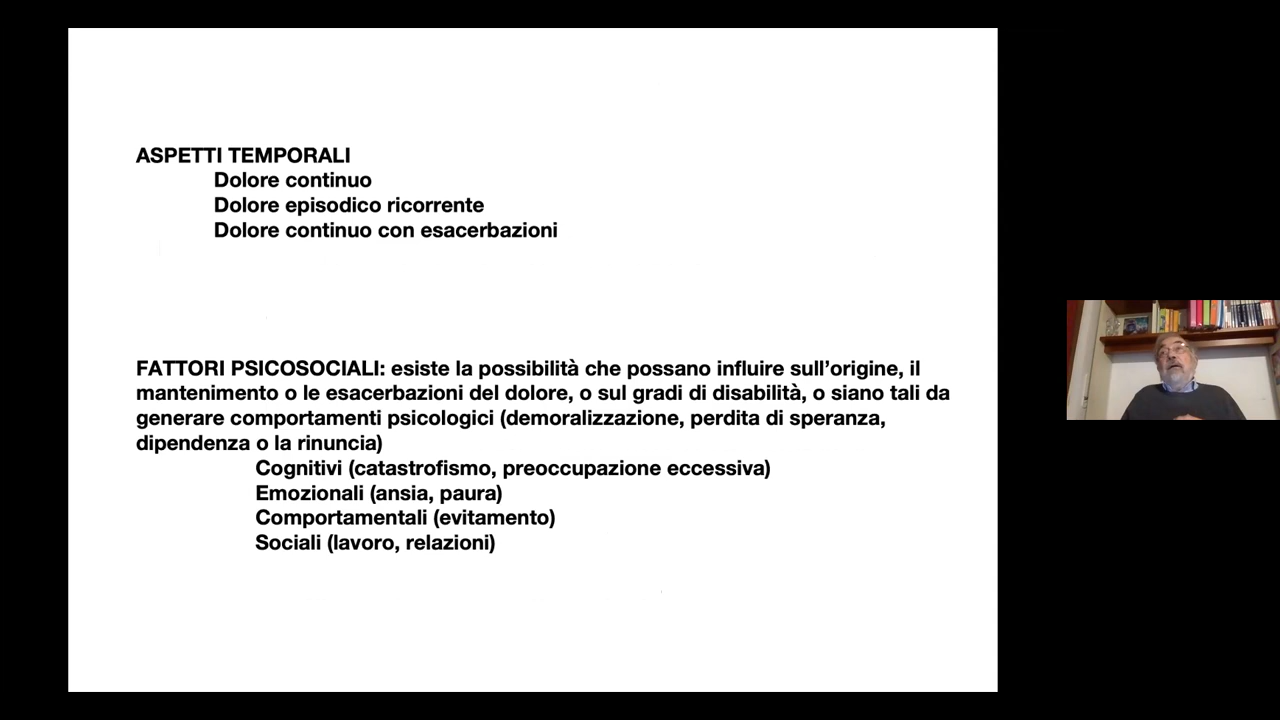 ASPETTI TEMPORALI
Dolore continuo
Dolore episodico ricorrente
Dolore continuo con esacerbazioni
FATTORI PSICOSOCIALI: esiste la possibilità che possano influire sull’origine, il
mantenimento o le esacerbazioni del dolore, o sul gradi di disabilità, o siano tali da
generare comportamenti psicologici (demoralizzazione, perdita di speranza,
dipendenza o la rinuncia)
Cognitivi (catastrofismo, preoccupazione eccessiva)
Emozionali (ansia, paura)
Comportamentali (evitamento)
Sociali (lavoro, relazioni)